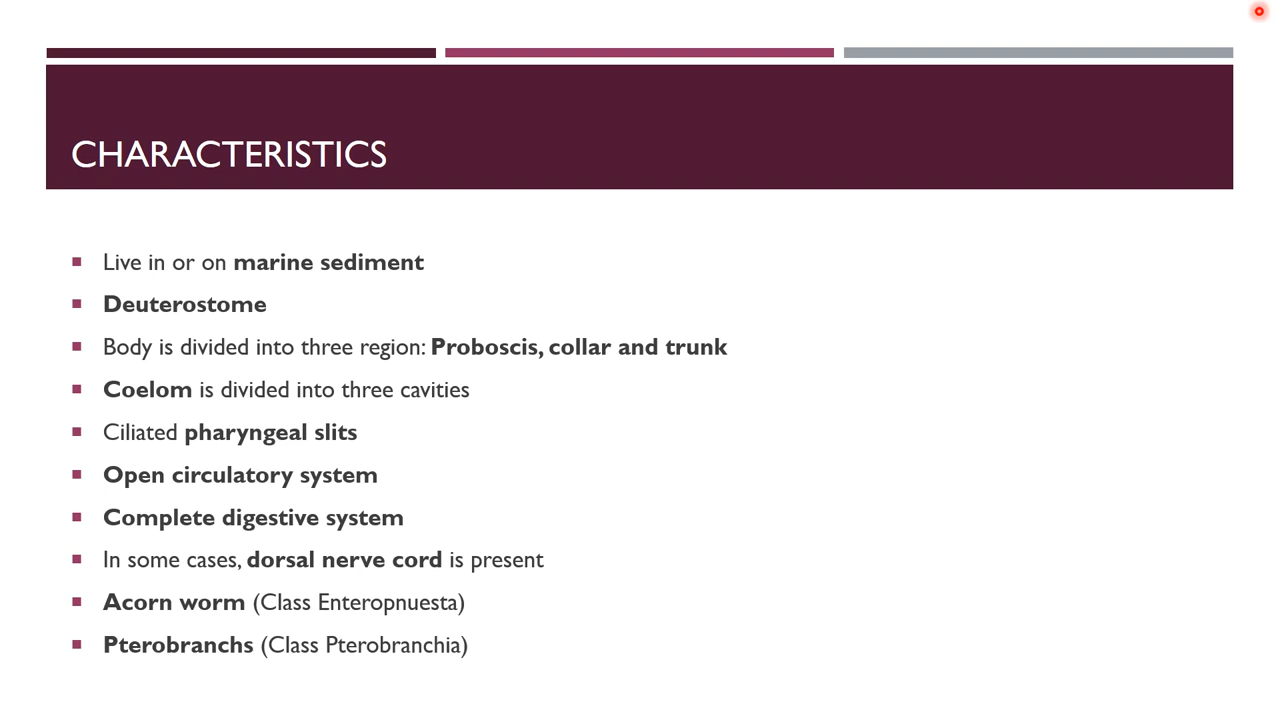 CHARACTERISTICS
Live in or on marine sediment
Deuterostome
Body is divided into three region: Proboscis, collar and trunk
Coelom is divided into three cavities
Ciliated pharyngeal slits
Open circulatory system
Complete digestive system
In some cases, dorsal nerve cord is present
Acorn worm (Class Enteropnuesta)
Pterobranchs (Class Pterobranchia)